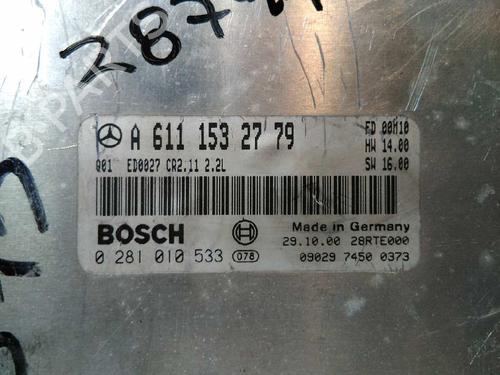 A 611 153 27 79
FD 00H10
HW 14.00
Q01 ED0027 CR2.11 2.2L
SW 16.00
BOSCH
Made in Germany
29.10.00 28RTE000
0 281 010 533 078
09029 7450 0373